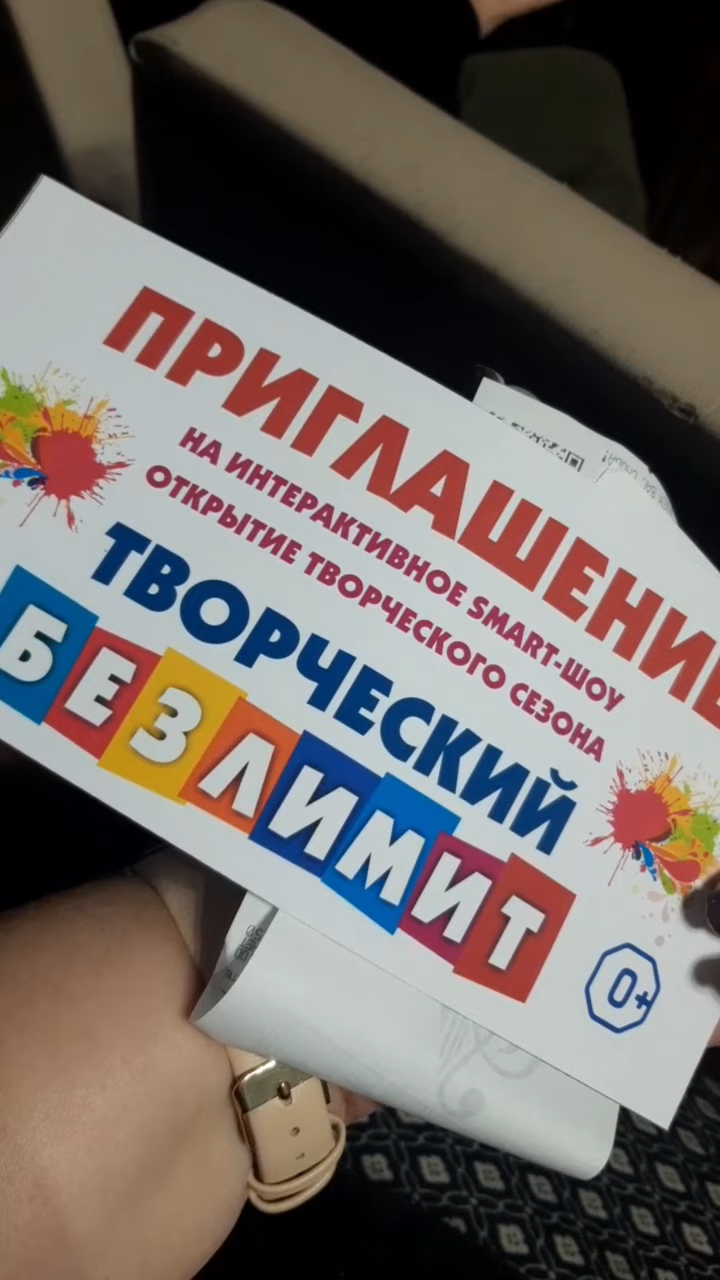 ПРИГЛАШЕНИЕ
НА ИНТЕРАКТИВНОЕ SMART-ШОУ
ОТКРЫТИЕ ТВОРЧЕСКОГО СЕЗОНА
ТВОРЧЕСКИЙ
БЕЗЛИМИТ
0+